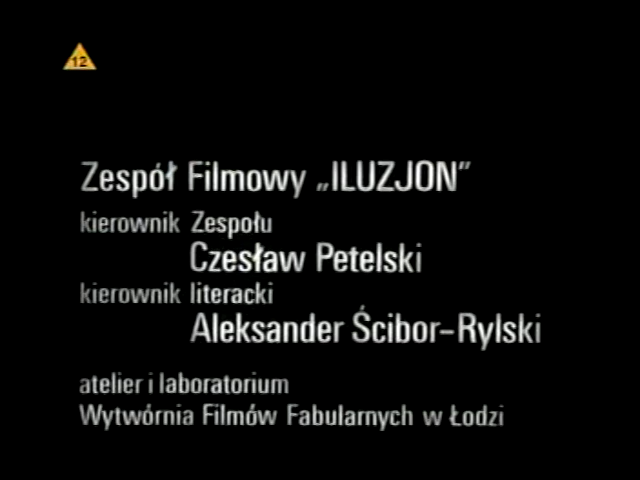 12
Zespół Filmowy „ILUZJON”
kierownik Zespołu
Czesław Petelski
kierownik literacki
Aleksander Ścibor-Rylski
atelier i laboratorium
Wytwórnia Filmów Fabularnych w Łodzi